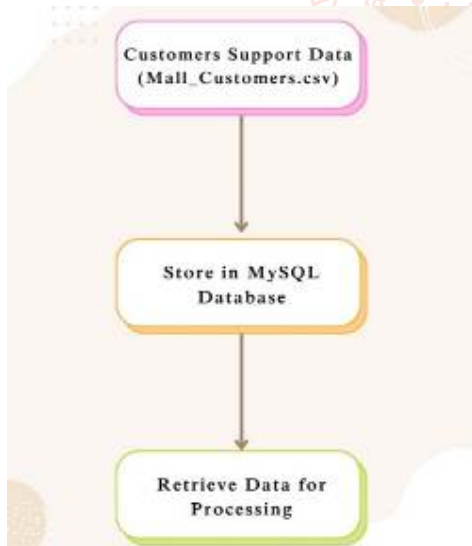 Customers Support Data
(Mall_Customers.csv)
Store in MySQL
Database
Retrieve Data for
Processing